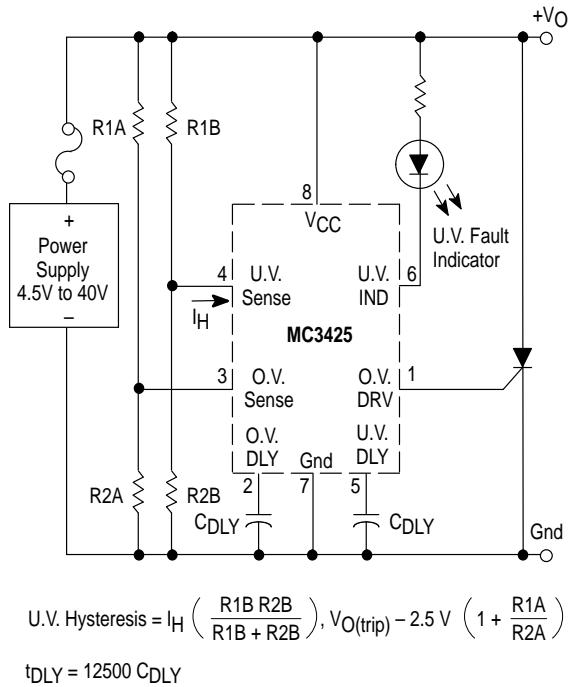 +VO
R1A
R1B
8
VCC
+
Power
Supply
4.5V to 40V
–
U.V. Fault
Indicator
4
U.V.
Sense
U.V.
IND
6
IH
MC3425
3
O.V.
Sense
O.V.
DRV
1
O.V.
DLY
Gnd
U.V.
DLY
2
7
5
R2A
R2B
CDLY
CDLY
Gnd
U.V. Hysteresis = IH ( R1B R2B / R1B + R2B ), VO(trip) – 2.5 V ( 1 + R1A / R2A )
tDLY = 12500 CDLY